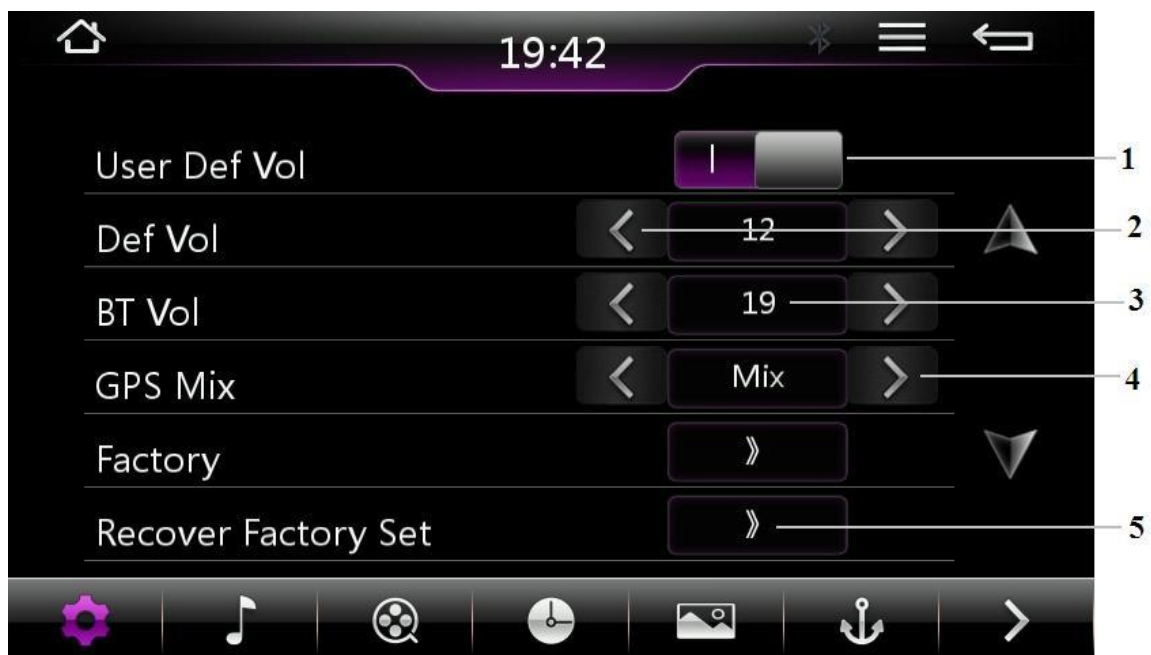 19:42
User Def Vol | 1
Def Vol 12 2
BT Vol 19 3
GPS Mix Mix 4
Factory 》
Recover Factory Set 》 5